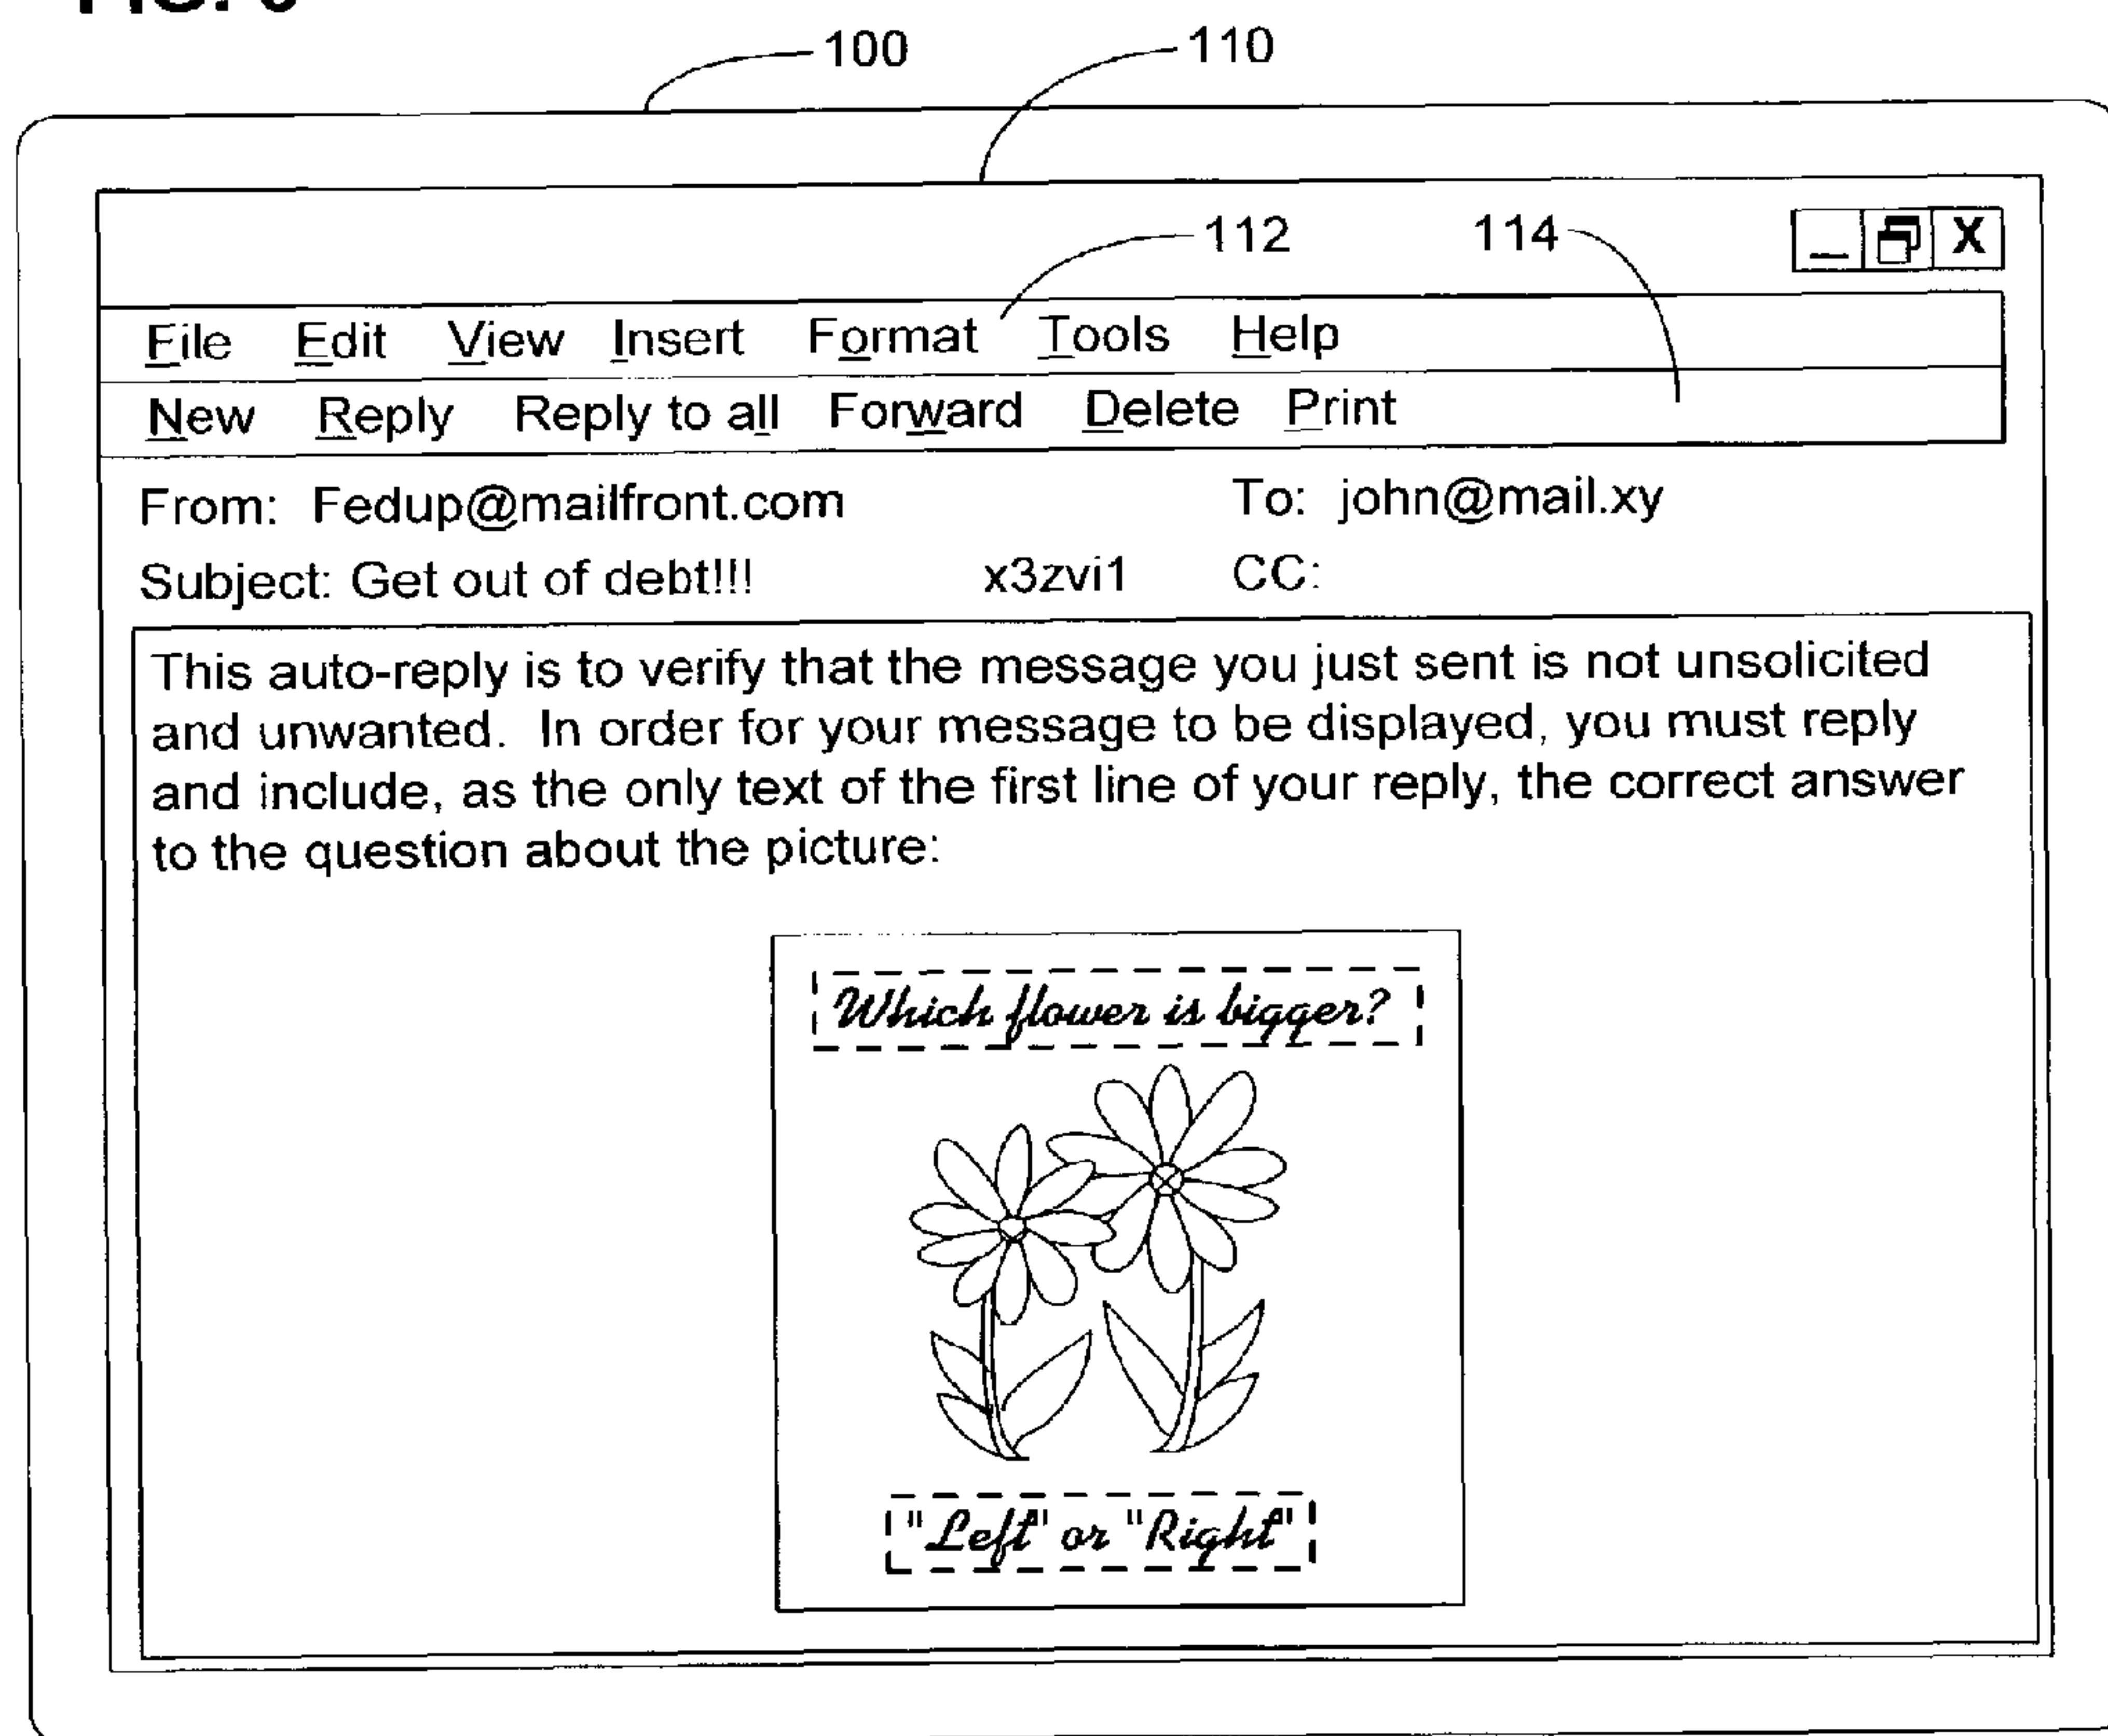 100 110
112 114
X
File Edit View Insert Format Tools Help
New Reply Reply to all Forward Delete Print
From: Fedup@mailfront.com To: john@mail.xy
Subject: Get out of debt!!! x3zvi1 CC:
This auto-reply is to verify that the message you just sent is not unsolicited
and unwanted. In order for your message to be displayed, you must reply
and include, as the only text of the first line of your reply, the correct answer
to the question about the picture:
Which flower is bigger?
"Left" or "Right"